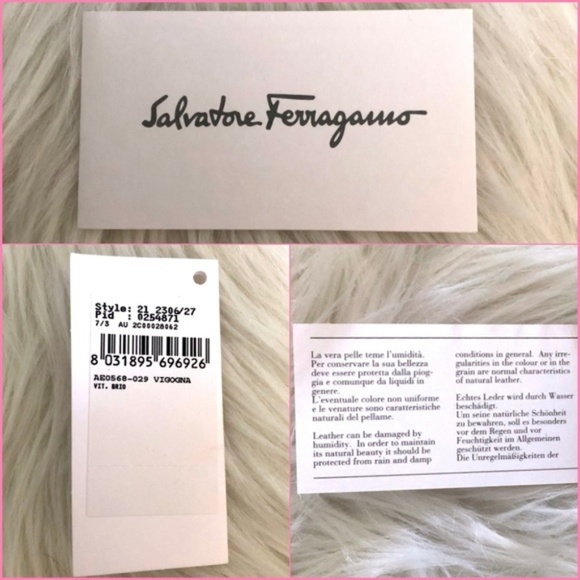 Salvatore Ferragamo
Style: 21 2306/27
Pid : 0254871
7/3 AU 2C00028062
8 031895 696926
AE0568-029 VIGOGNA
VIT. BRIO
La vera pelle teme l'umidità.
Per conservare la sua bellezza
deve essere protetta dalla piog-
gia e comunque da liquidi in
genere.
L'eventuale colore non uniforme
e le venature sono caratteristiche
naturali del pellame.
Leather can be damaged by
humidity. In order to maintain
its natural beauty it should be
protected from rain and damp
conditions in general. Any irre-
gularities in the colour or in the
grain are normal characteristics
of natural leather.
Echtes Leder wird durch Wasser
beschädigt.
Um seine natürliche Schönheit
zu bewahren, soll es besonders
vor dem Regen und vor
Feuchtigkeit im Allgemeinen
geschützt werden.
Die Unregelmäßigkeiten der